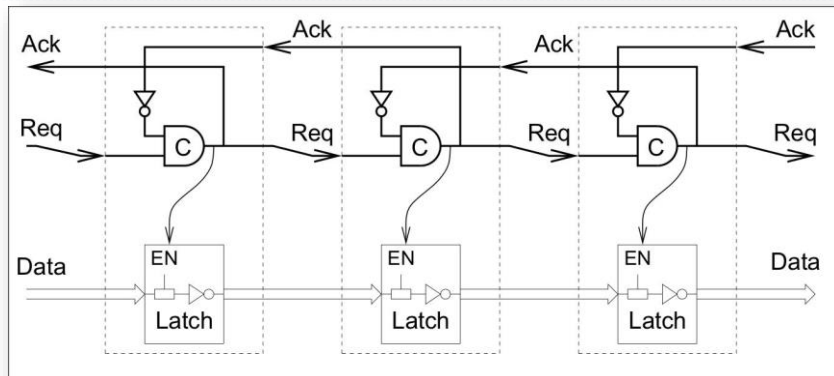 Ack Ack Ack Ack
Req C Req C Req C Req
EN EN EN
Data Data
Latch Latch Latch